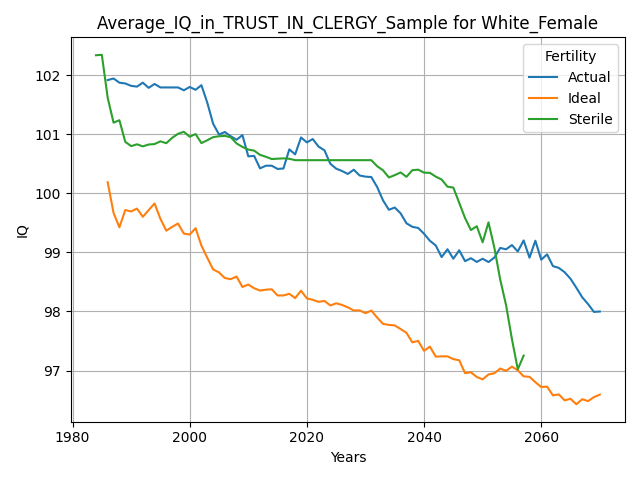 Average_IQ_in_TRUST_IN_CLERGY_Sample for White_Female
Fertility
Actual
Ideal
Sterile
102
101
100
99
98
97
IQ
1980
2000
2020
2040
2060
Years